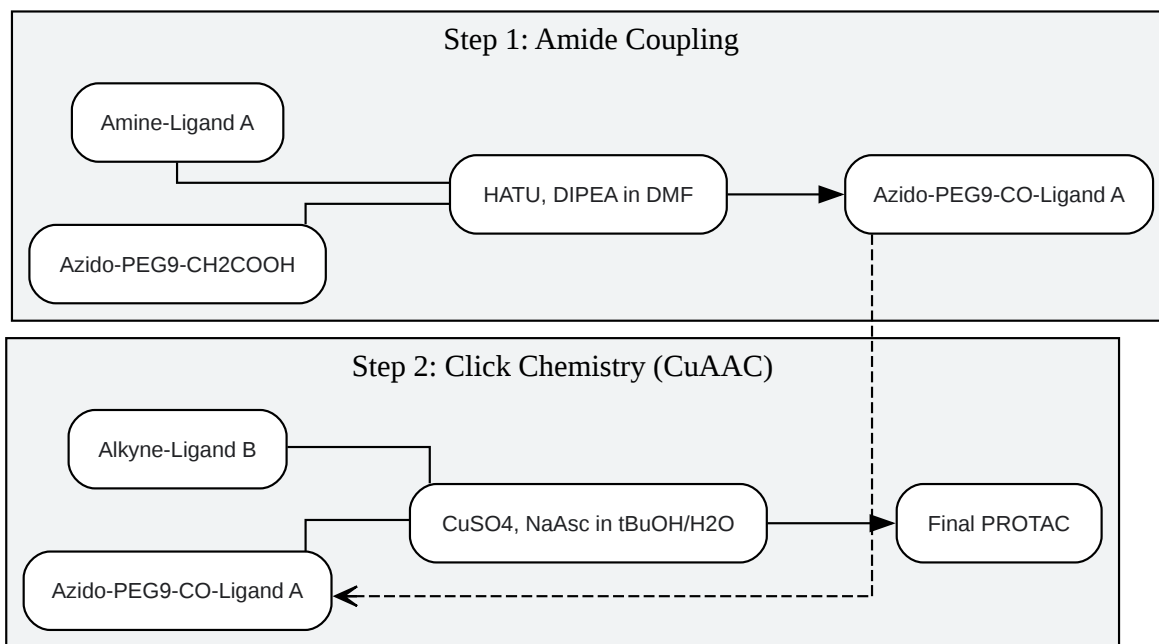 Step 1: Amide Coupling
Amine-Ligand A
HATU, DIPEA in DMF
Azido-PEG9-CO-Ligand A
Azido-PEG9-CH2COOH
Step 2: Click Chemistry (CuAAC)
Alkyne-Ligand B
CuSO4, NaAsc in tBuOH/H2O
Final PROTAC
Azido-PEG9-CO-Ligand A